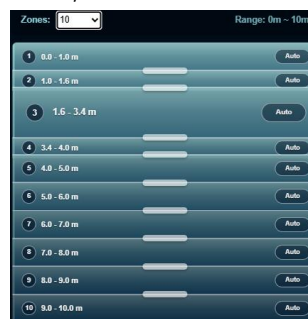 Zones: 10 Range: 0m ~ 10m
1 0.0 - 1.0 m Auto
2 1.0 - 1.6 m Auto
3 1.6 - 3.4 m Auto
4 3.4 - 4.0 m Auto
5 4.0 - 5.0 m Auto
6 5.0 - 6.0 m Auto
7 6.0 - 7.0 m Auto
8 7.0 - 8.0 m Auto
9 8.0 - 9.0 m Auto
10 9.0 - 10.0 m Auto